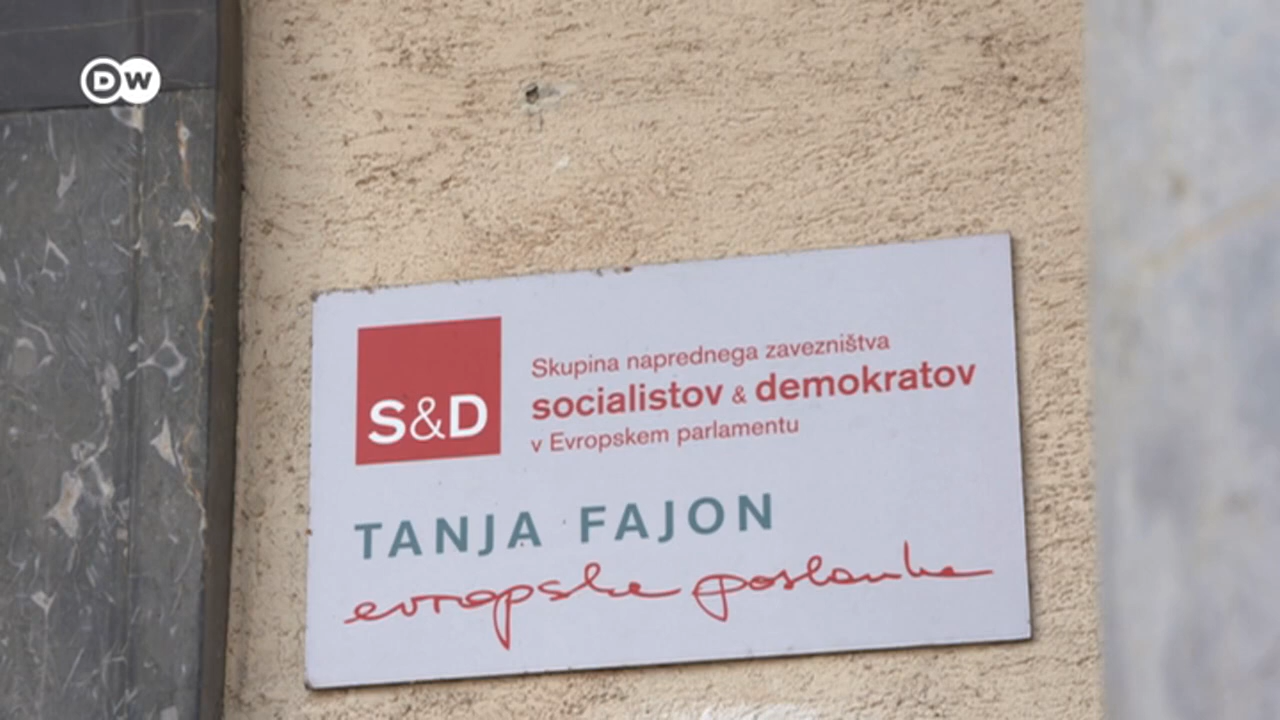 DW
S&D
Skupina naprednega zavezništva
socialistov & demokratov
v Evropskem parlamentu
TANJA FAJON
evropska poslanka